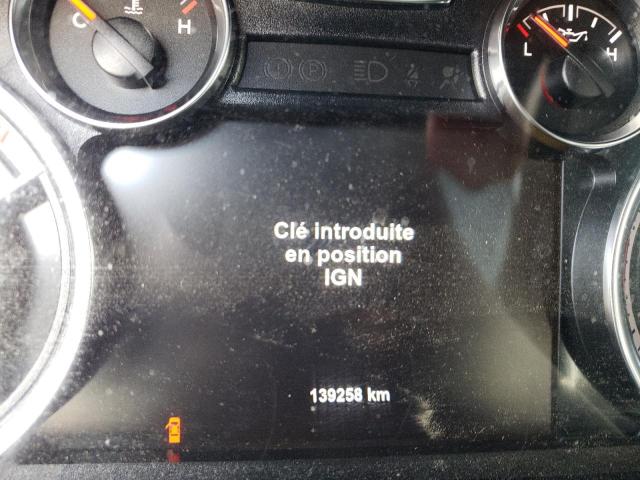 C
H
L
H
Clé introduite
en position
IGN
139258 km